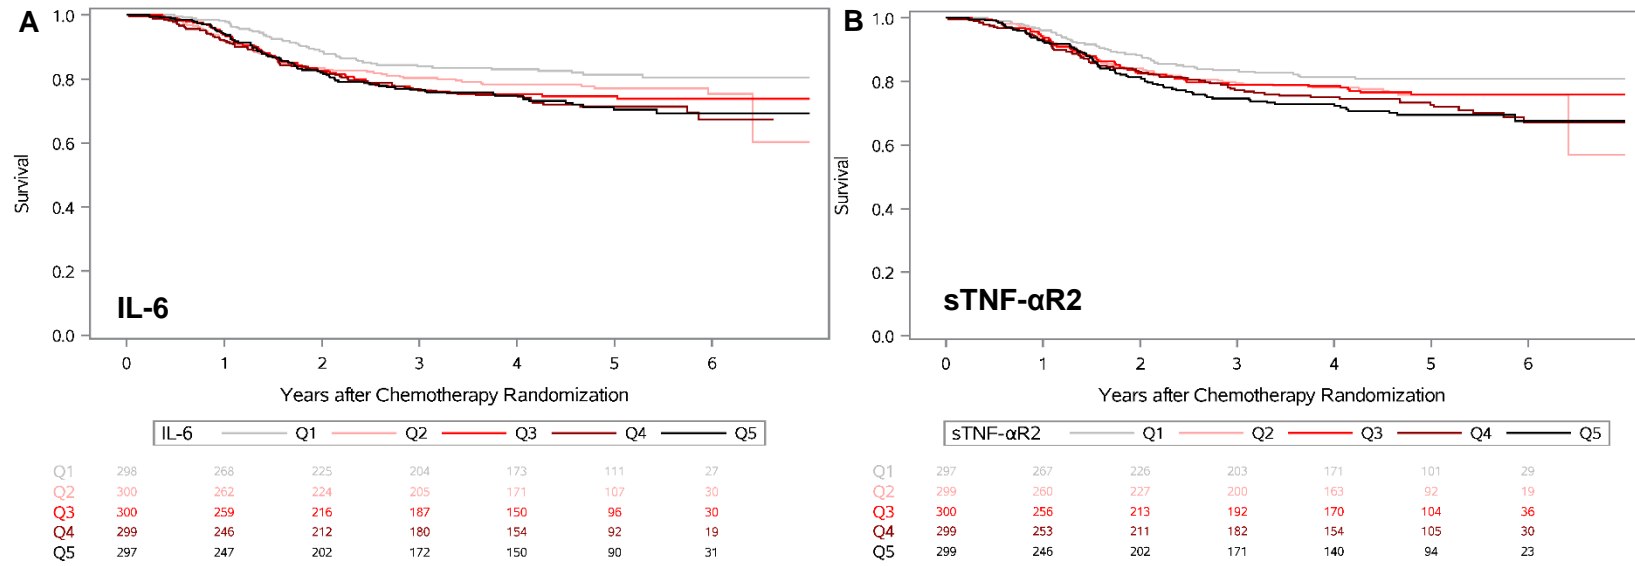 A
1.0
0.8
0.6
0.4
0.2
0.0
Survival
IL-6
0 1 2 3 4 5 6
Years after Chemotherapy Randomization
IL-6 Q1 Q2 Q3 Q4 Q5
Q1 298 268 225 204 173 111 27
Q2 300 262 224 205 171 107 30
Q3 300 259 216 187 150 96 30
Q4 299 246 212 180 154 92 19
Q5 297 247 202 172 150 90 31
B
1.0
0.8
0.6
0.4
0.2
0.0
Survival
sTNF-αR2
0 1 2 3 4 5 6
Years after Chemotherapy Randomization
sTNF-αR2 Q1 Q2 Q3 Q4 Q5
Q1 297 267 226 203 171 101 29
Q2 299 260 227 200 163 92 19
Q3 300 256 213 192 170 104 36
Q4 299 253 211 182 154 105 30
Q5 299 246 202 171 140 94 23